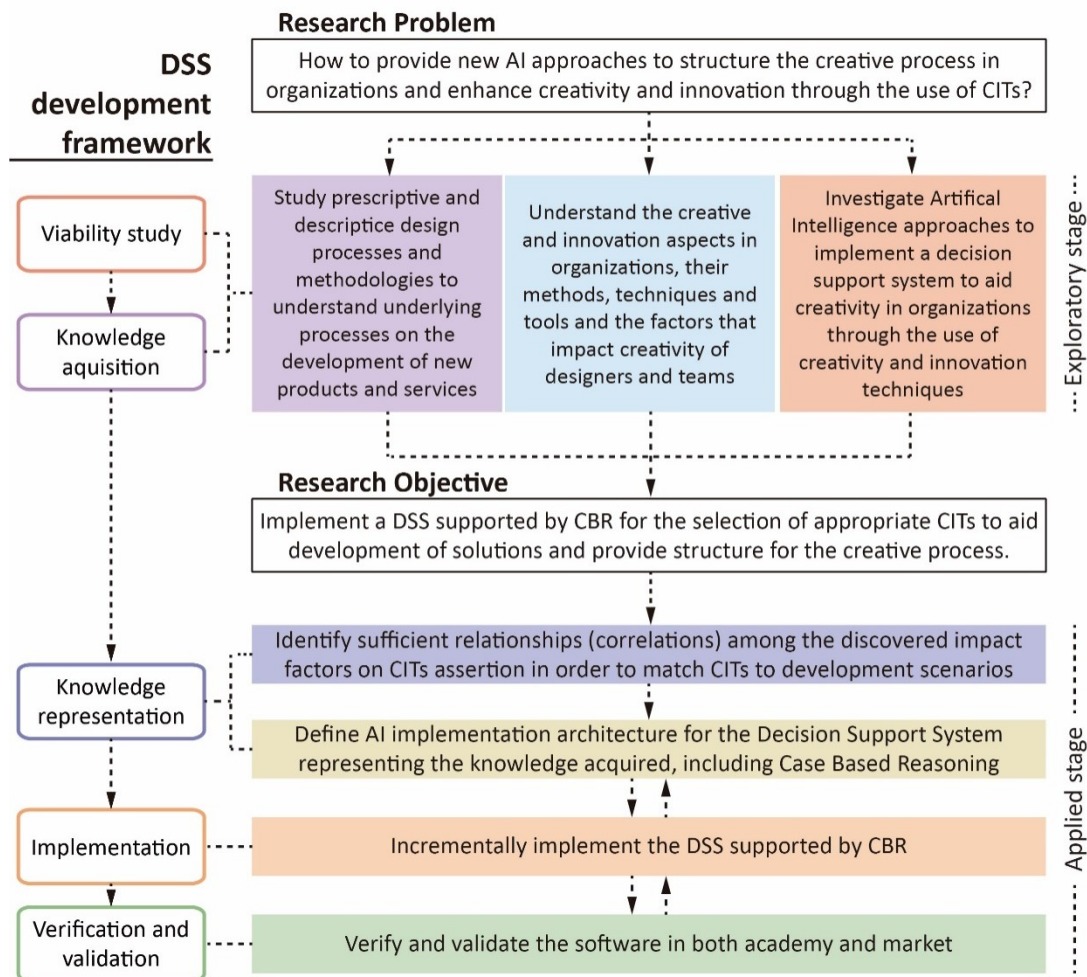 Research Problem
How to provide new AI approaches to structure the creative process in
organizations and enhance creativity and innovation through the use of CITs?
DSS
development
framework
Viability study
Knowledge
aquisition
Study prescriptive and
descriptice design
processes and
methodologies to
understand underlying
processes on the
development of new
products and services
Understand the creative
and innovation aspects in
organizations, their
methods, techniques and
tools and the factors that
impact creativity of
designers and teams
Investigate Artifical
Intelligence approaches to
implement a decision
support system to aid
creativity in organizations
through the use of
creativity and innovation
techniques
Exploratory stage
Research Objective
Implement a DSS supported by CBR for the selection of appropriate CITs to aid
development of solutions and provide structure for the creative process.
Knowledge
representation
Identify sufficient relationships (correlations) among the discovered impact
factors on CITs assertion in order to match CITs to development scenarios
Define AI implementation architecture for the Decision Support System
representing the knowledge acquired, including Case Based Reasoning
Implementation
Incrementally implement the DSS supported by CBR
Verification and
validation
Verify and validate the software in both academy and market
Applied stage